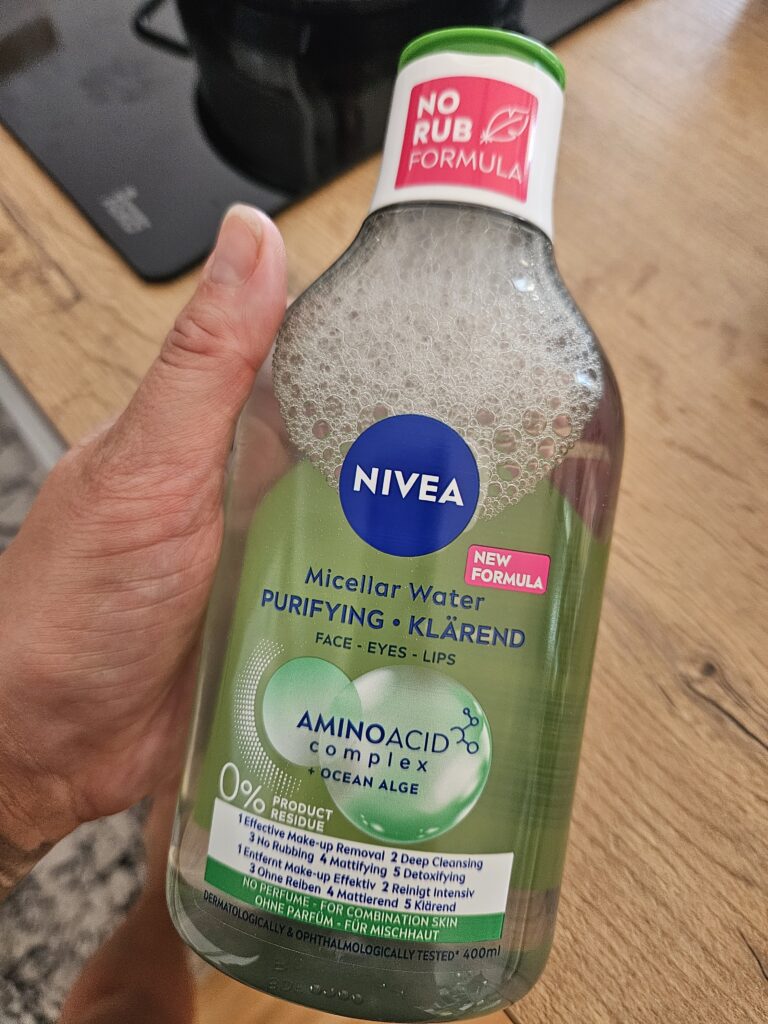 NO
RUB
FORMULA
NIVEA
NEW
FORMULA
Micellar Water
PURIFYING • KLÄREND
FACE - EYES - LIPS
AMINOACID
complex
+ OCEAN ALGE
0% PRODUCT
RESIDUE
1 Effective Make-up Removal 2 Deep Cleansing
3 No Rubbing 4 Mattifying 5 Detoxifying
1 Entfernt Make-up Effektiv 2 Reinigt Intensiv
3 Ohne Reiben 4 Mattierend 5 Klärend
NO PERFUME - FOR COMBINATION SKIN
OHNE PARFÜM - FÜR MISCHHAUT
DERMATOLOGICALLY & OPHTHALMOLOGICALLY TESTED* 400ml